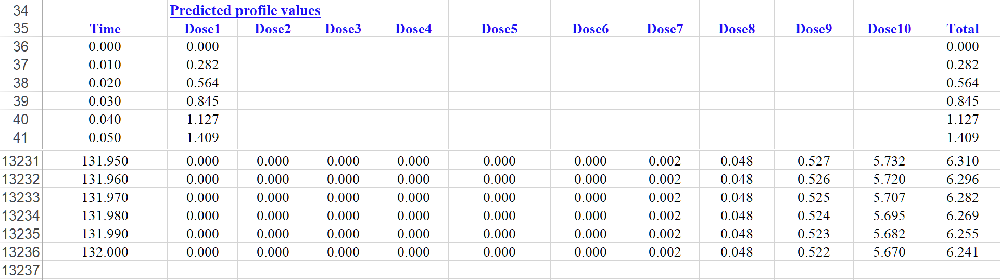 34 Predicted profile values
35 Time Dose1 Dose2 Dose3 Dose4 Dose5 Dose6 Dose7 Dose8 Dose9 Dose10 Total
36 0.000 0.000 0.000
37 0.010 0.282 0.282
38 0.020 0.564 0.564
39 0.030 0.845 0.845
40 0.040 1.127 1.127
41 0.050 1.409 1.409
13231 131.950 0.000 0.000 0.000 0.000 0.000 0.000 0.002 0.048 0.527 5.732 6.310
13232 131.960 0.000 0.000 0.000 0.000 0.000 0.000 0.002 0.048 0.526 5.720 6.296
13233 131.970 0.000 0.000 0.000 0.000 0.000 0.000 0.002 0.048 0.525 5.707 6.282
13234 131.980 0.000 0.000 0.000 0.000 0.000 0.000 0.002 0.048 0.524 5.695 6.269
13235 131.990 0.000 0.000 0.000 0.000 0.000 0.000 0.002 0.048 0.523 5.682 6.255
13236 132.000 0.000 0.000 0.000 0.000 0.000 0.000 0.002 0.048 0.522 5.670 6.241
13237